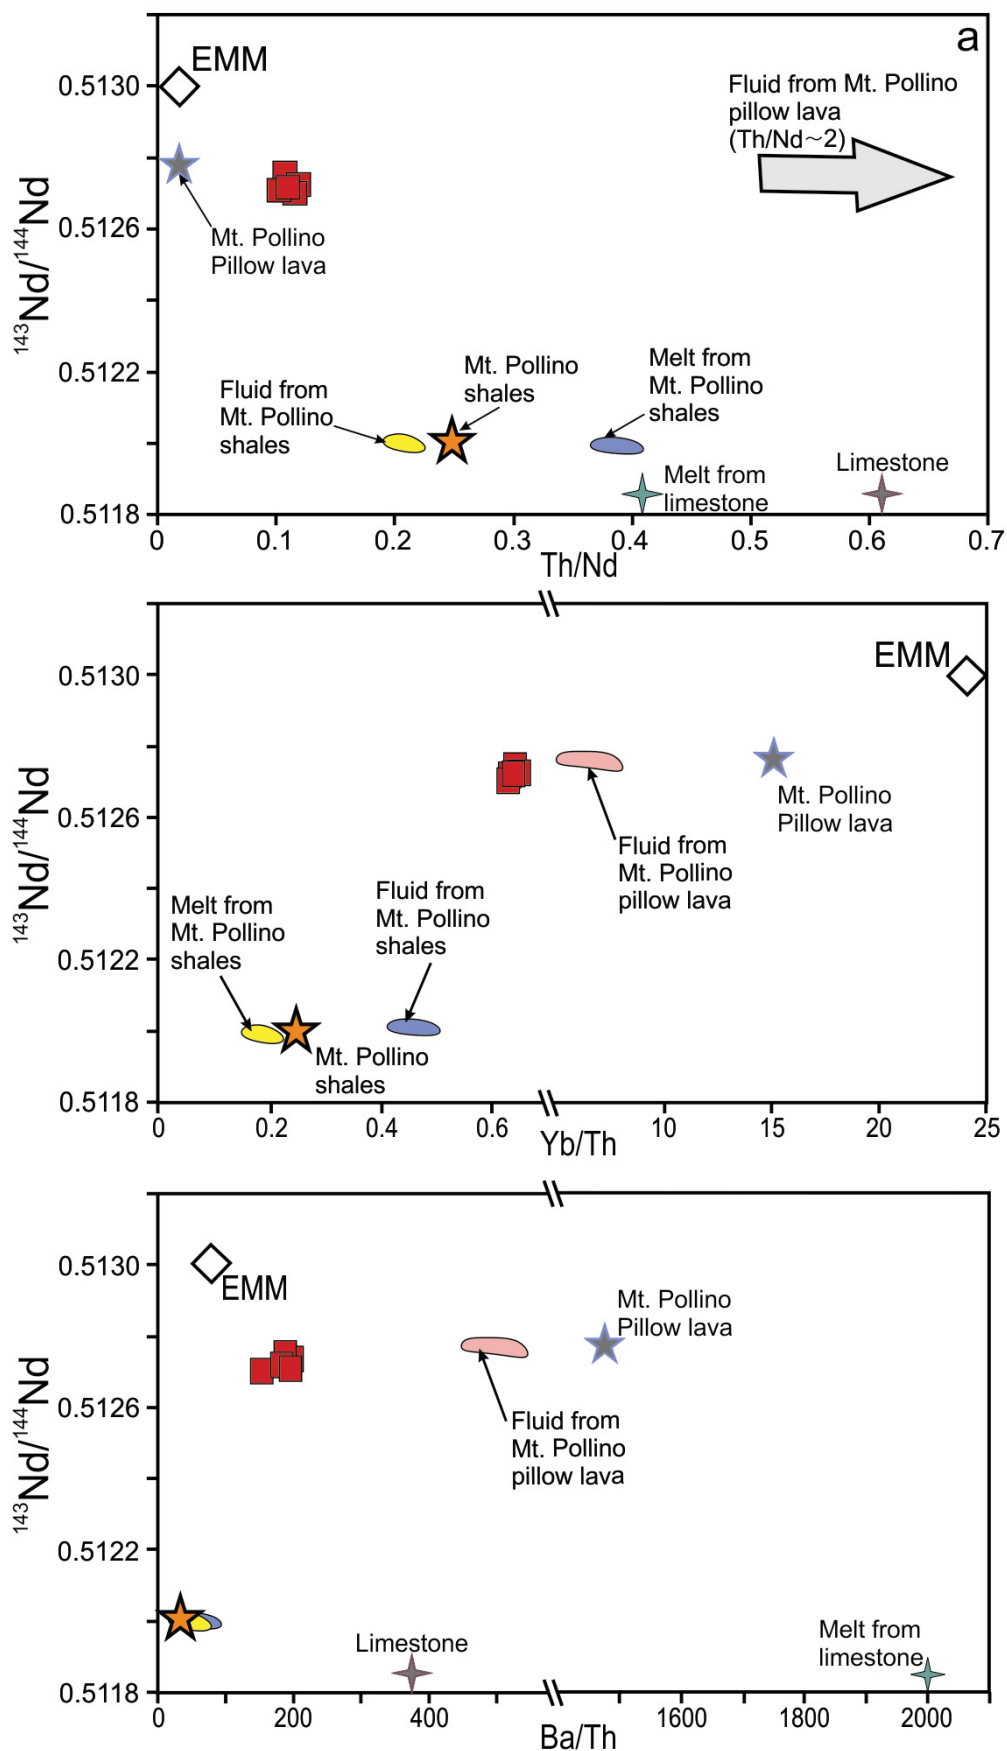 a
EMM
Fluid from Mt. Pollino
pillow lava
(Th/Nd~2)
Mt. Pollino
Pillow lava
Mt. Pollino
shales
Fluid from
Mt. Pollino
shales
Melt from
Mt. Pollino
shales
Melt from
limestone
Limestone
0.5130
0.5126
0.5122
0.5118
¹⁴³Nd/¹⁴⁴Nd
0 0.1 0.2 0.3 0.4 0.5 0.6 0.7
Th/Nd
EMM
Mt. Pollino
Pillow lava
Fluid from
Mt. Pollino
pillow lava
Melt from
Mt. Pollino
shales
Fluid from
Mt. Pollino
shales
Mt. Pollino
shales
0.5130
0.5126
0.5122
0.5118
¹⁴³Nd/¹⁴⁴Nd
0 0.2 0.4 0.6 10 15 20 25
Yb/Th
EMM
Mt. Pollino
Pillow lava
Fluid from
Mt. Pollino
pillow lava
Limestone
Melt from
limestone
0.5130
0.5126
0.5122
0.5118
¹⁴³Nd/¹⁴⁴Nd
0 200 400 1600 1800 2000
Ba/Th